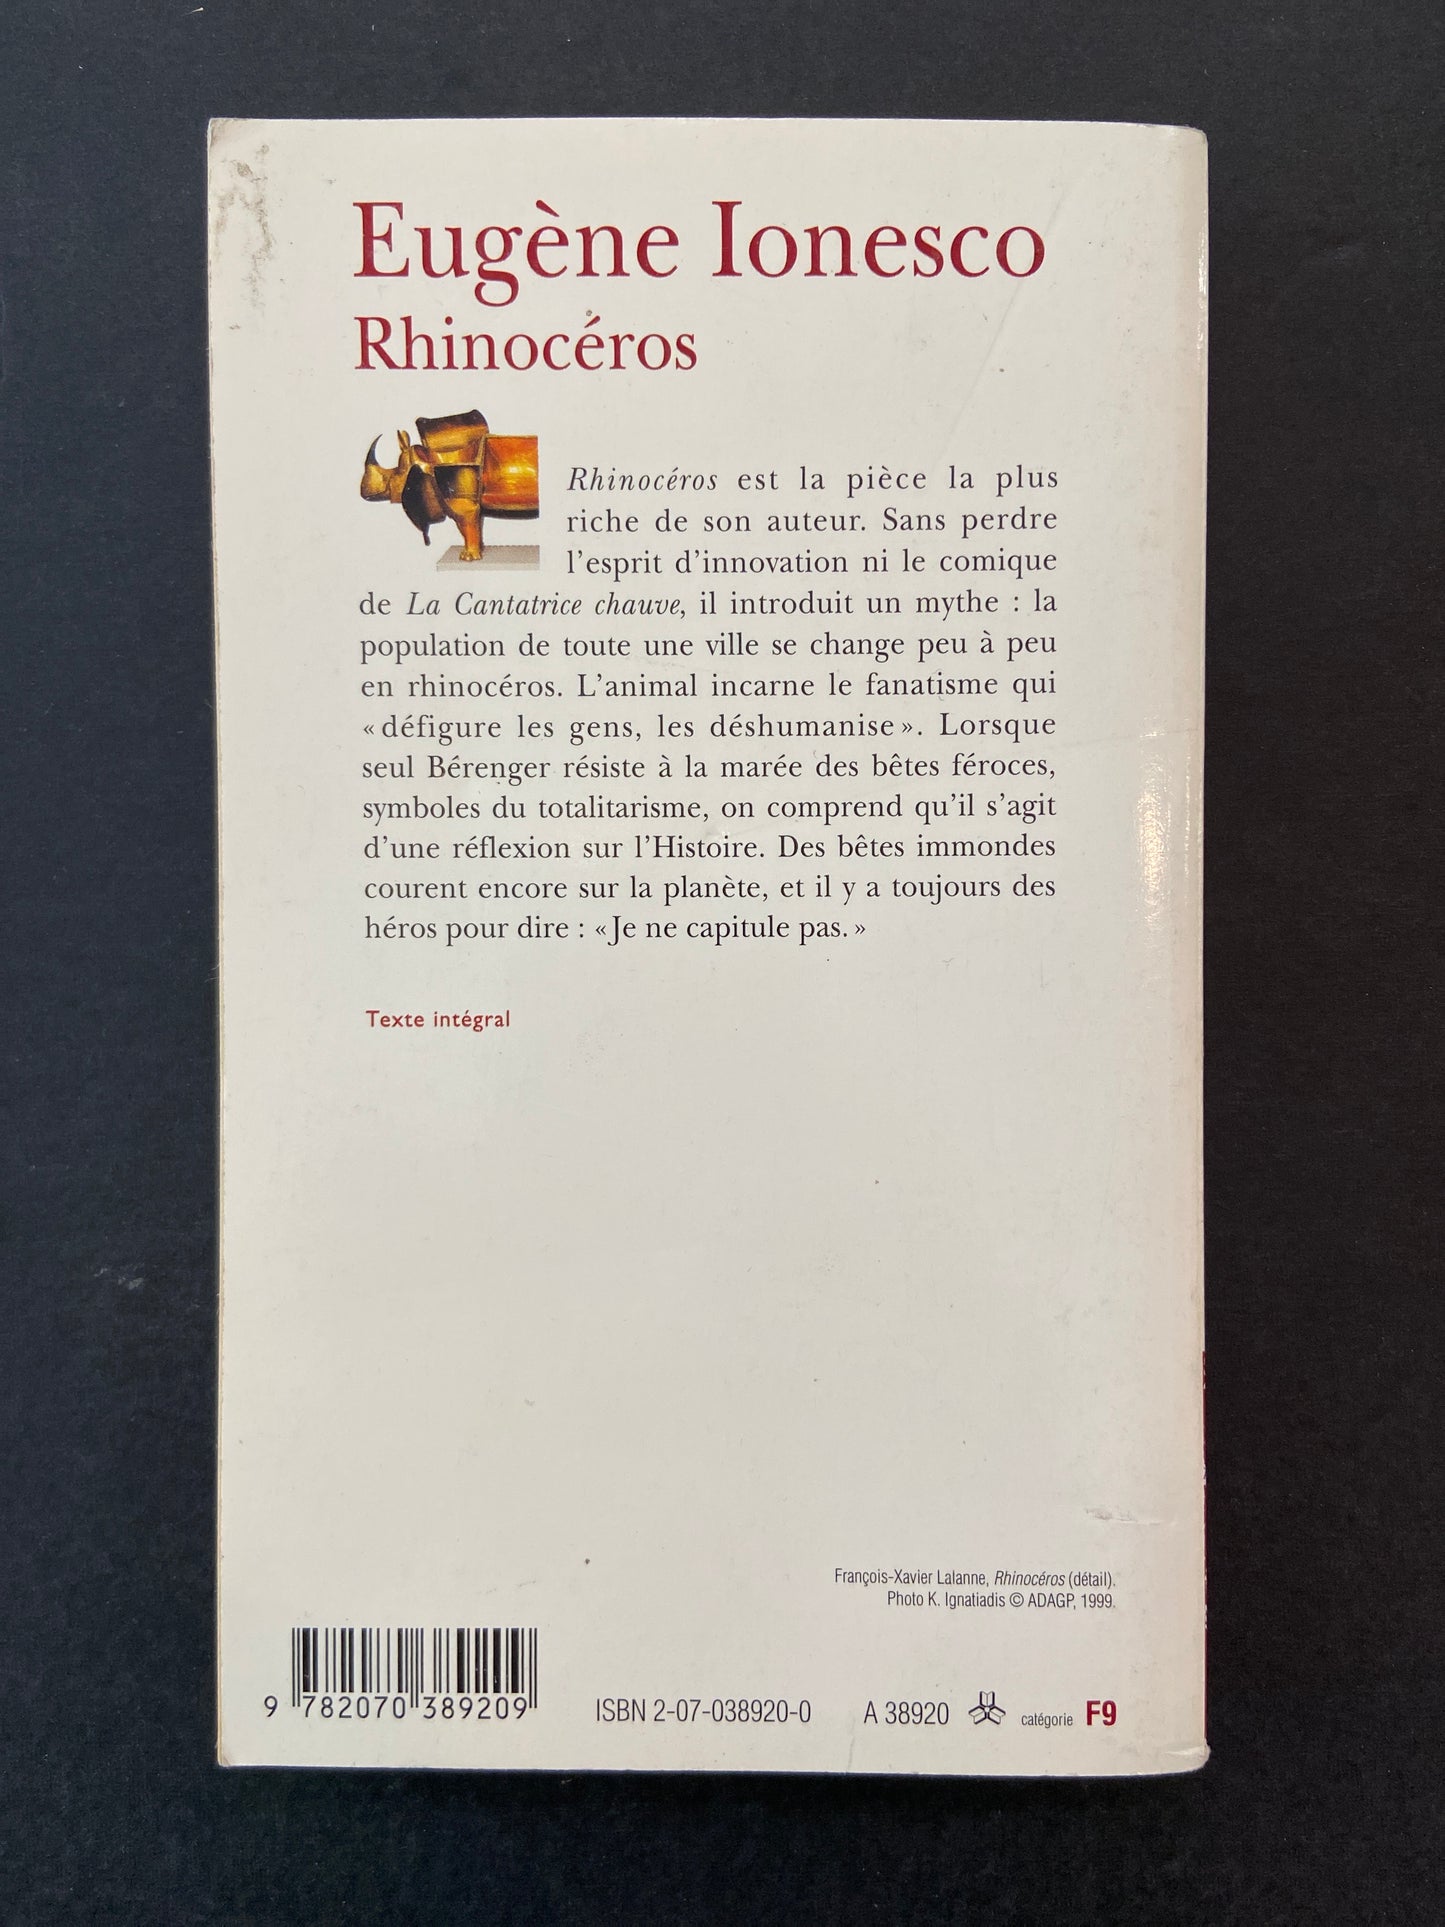 Eugène Ionesco
Rhinocéros
Rhinocéros est la pièce la plus
riche de son auteur. Sans perdre
l'esprit d'innovation ni le comique
de La Cantatrice chauve, il introduit un mythe : la
population de toute une ville se change peu à peu
en rhinocéros. L'animal incarne le fanatisme qui
« défigure les gens, les déshumanise ». Lorsque
seul Bérenger résiste à la marée des bêtes féroces,
symboles du totalitarisme, on comprend qu'il s'agit
d'une réflexion sur l'Histoire. Des bêtes immondes
courent encore sur la planète, et il y a toujours des
héros pour dire : « Je ne capitule pas. »
Texte intégral
François-Xavier Lalanne, Rhinocéros (détail).
Photo K. Ignatiadis © ADAGP, 1999.
9 782070 389209
ISBN 2-07-038920-0
A 38920
catégorie F9